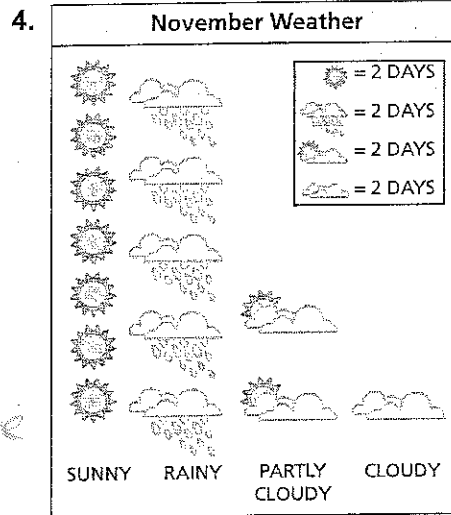 4.
November Weather
= 2 DAYS
= 2 DAYS
= 2 DAYS
= 2 DAYS
SUNNY RAINY PARTLY CLOUDY
CLOUDY